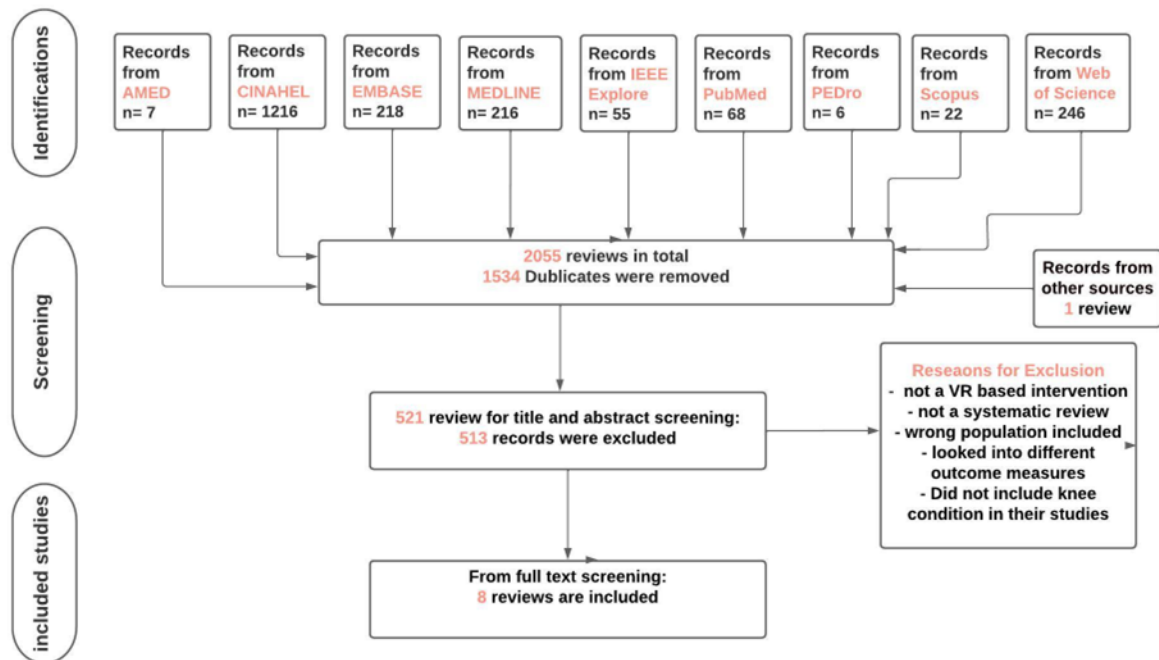 Identifications
Records
from
AMED
n= 7
Records
from
CINAHEL
n= 1216
Records
from
EMBASE
n= 218
Records
from
MEDLINE
n= 216
Records
from IEEE
Explore
n= 55
Records
from
PubMed
n= 68
Records
from
PEDro
n= 6
Records
from
Scopus
n= 22
Records
from Web
of Science
n= 246
Screening
2055 reviews in total
1534 Dublicates were removed
Records from
other sources
1 review
521 review for title and abstract screening:
513 records were excluded
Reseaons for Exclusion
- not a VR based intervention
- not a systematic review
- wrong population included
- looked into different
outcome measures
- Did not include knee
condition in their studies
included studies
From full text screening:
8 reviews are included